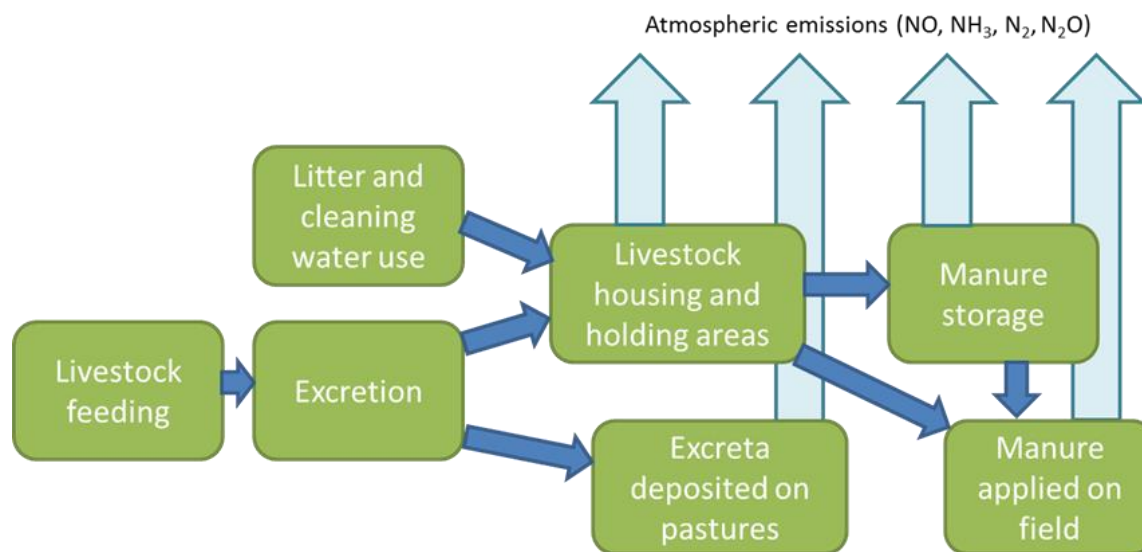 Atmospheric emissions (NO, NH₃, N₂, N₂O)
Litter and
cleaning
water use
Livestock
housing and
holding areas
Manure
storage
Livestock
feeding
Excretion
Excreta
deposited on
pastures
Manure
applied on
field